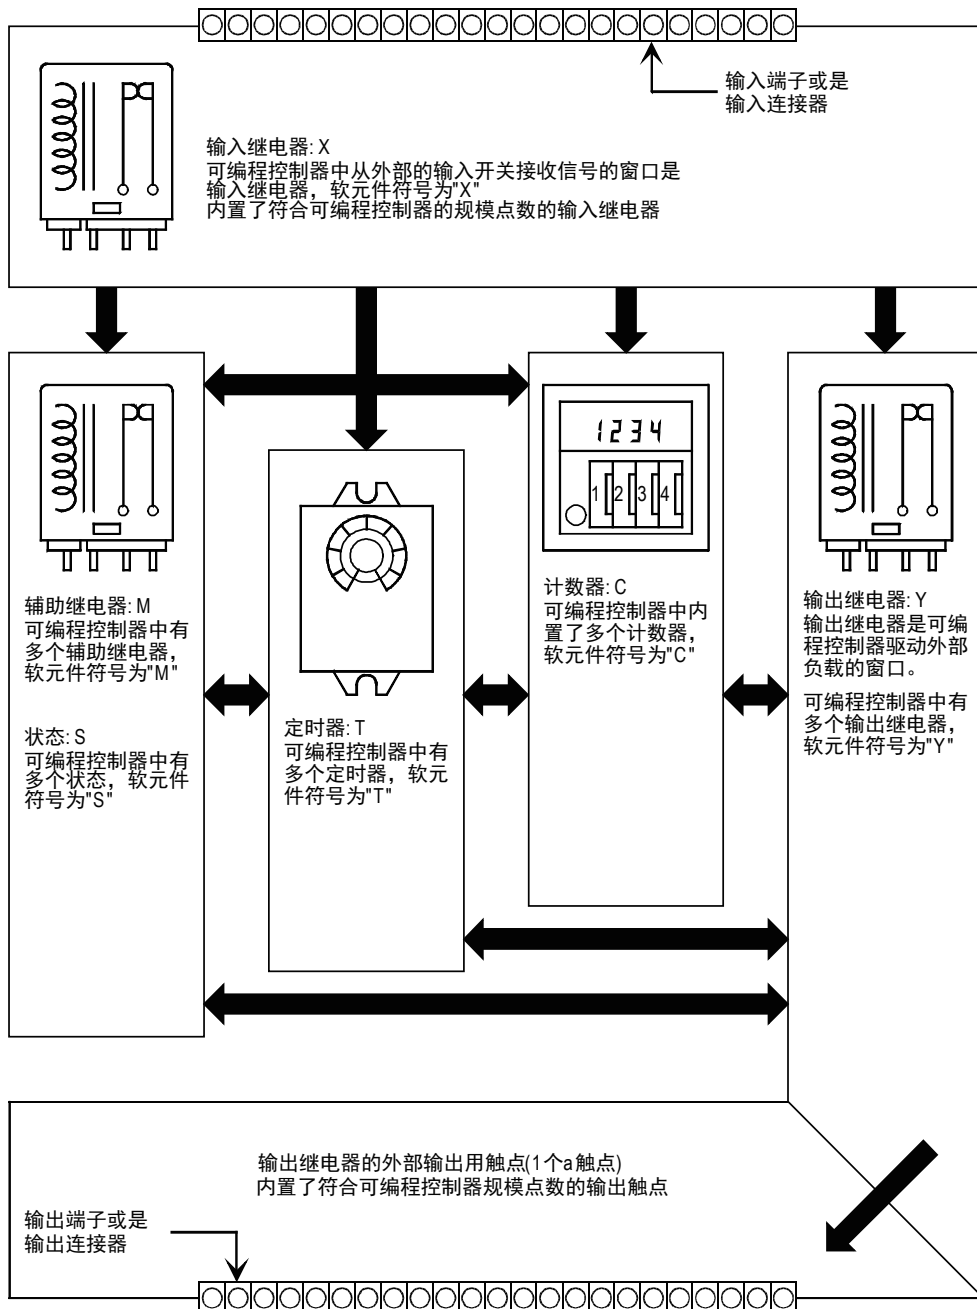 输入端子或是
输入连接器
输入继电器: X
可编程控制器中从外部的输入开关接收信号的窗口是
输入继电器，软元件符号为"X"
内置了符合可编程控制器的规模点数的输入继电器
1234
1 2 3 4
辅助继电器: M
可编程控制器中有
多个辅助继电器，
软元件符号为"M"
状态: S
可编程控制器中有
多个状态，软元件
符号为"S"
定时器: T
可编程控制器中有
多个定时器，软元
件符号为"T"
计数器: C
可编程控制器中内
置了多个计数器，
软元件符号为"C"
输出继电器: Y
输出继电器是可编
程控制器驱动外部
负载的窗口。
可编程控制器中有
多个输出继电器，
软元件符号为"Y"
输出继电器的外部输出用触点(1个a触点)
内置了符合可编程控制器规模点数的输出触点
输出端子或是
输出连接器